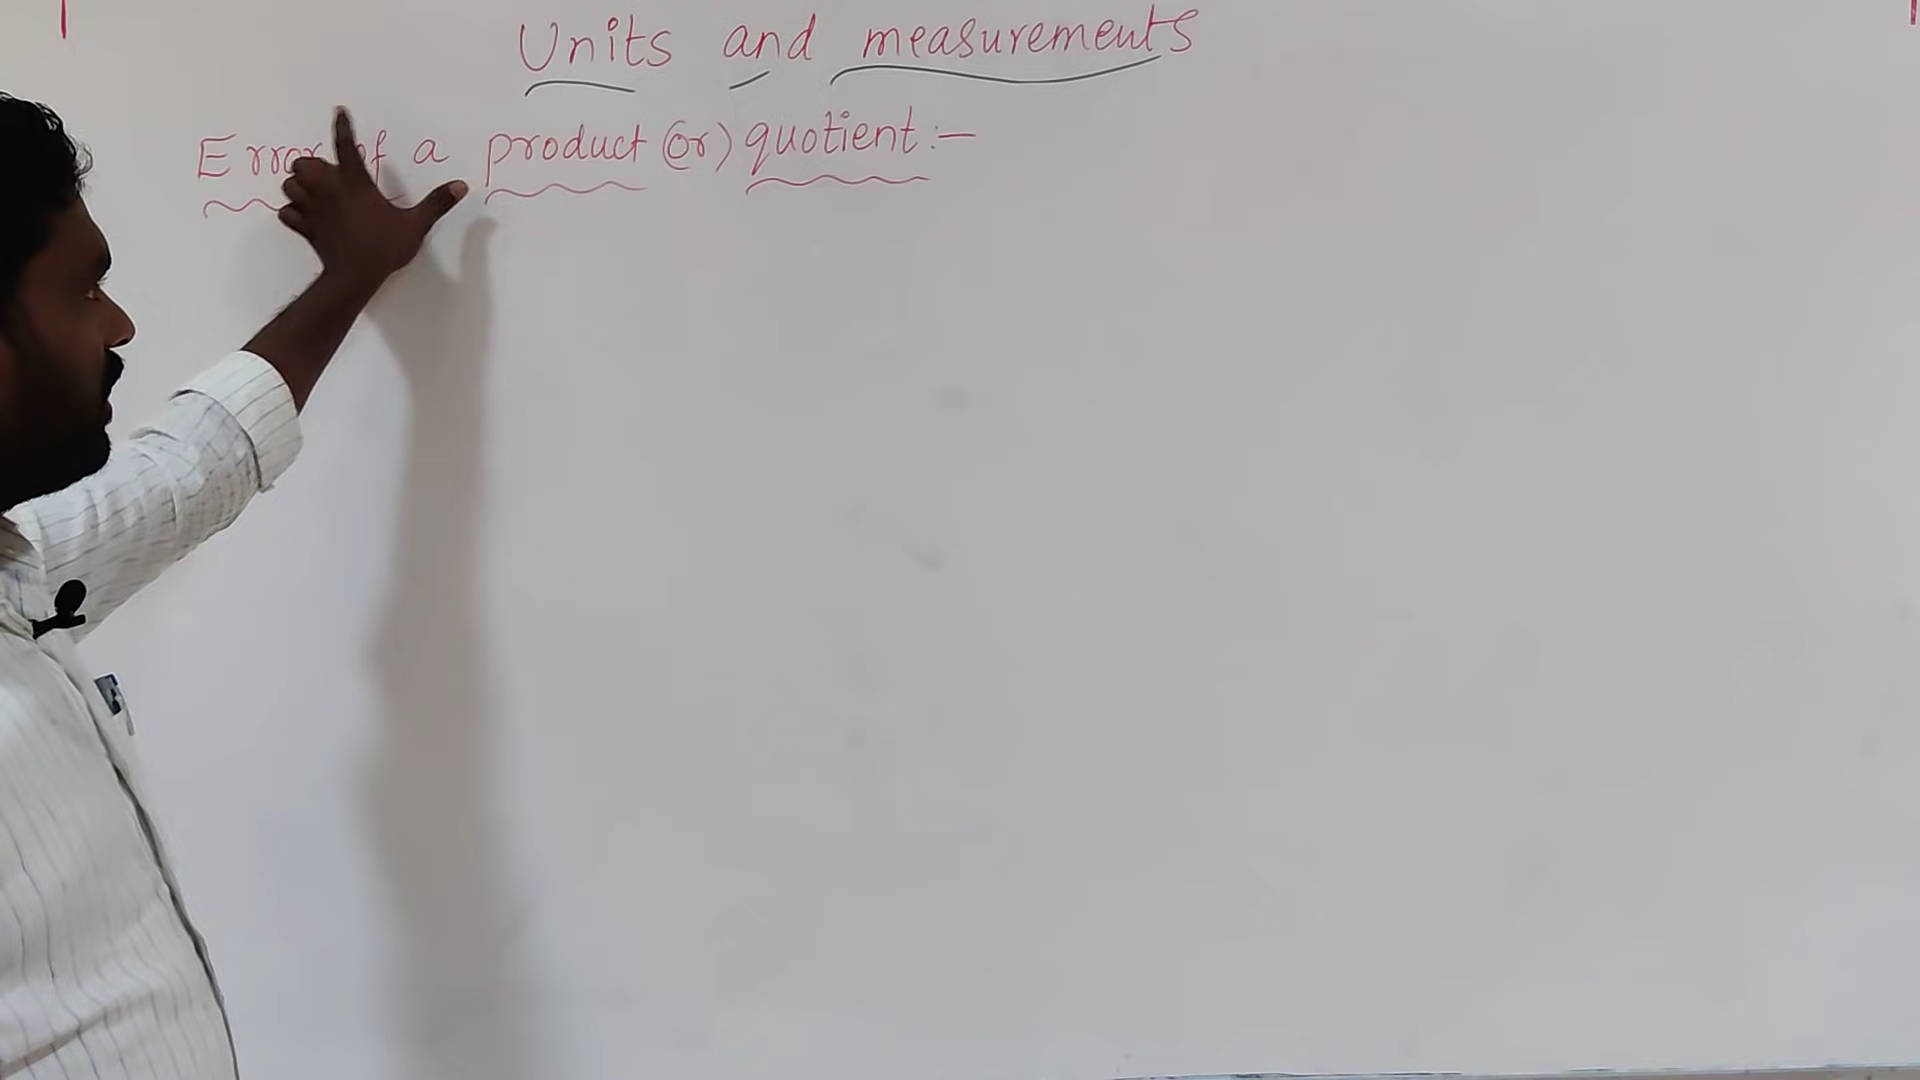 Units and measurements
Error of a product (or) quotient :-